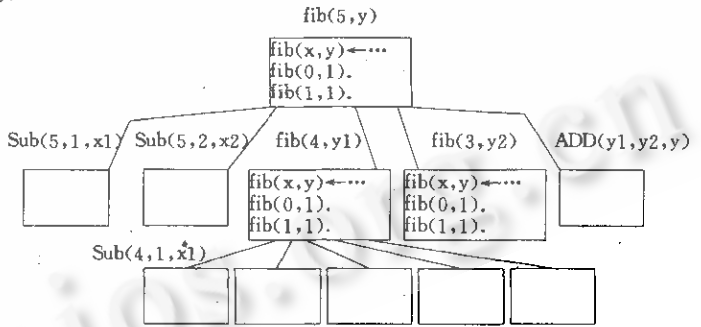 fib(5,y)
fib(x,y)←…
fib(0,1).
fib(1,1).
Sub(5,1,x1) Sub(5,2,x2) fib(4,y1) fib(3,y2) ADD(y1,y2,y)
fib(x,y)←… fib(x,y)←…
fib(0,1). fib(0,1).
fib(1,1). fib(1,1).
Sub(4,1,x1)